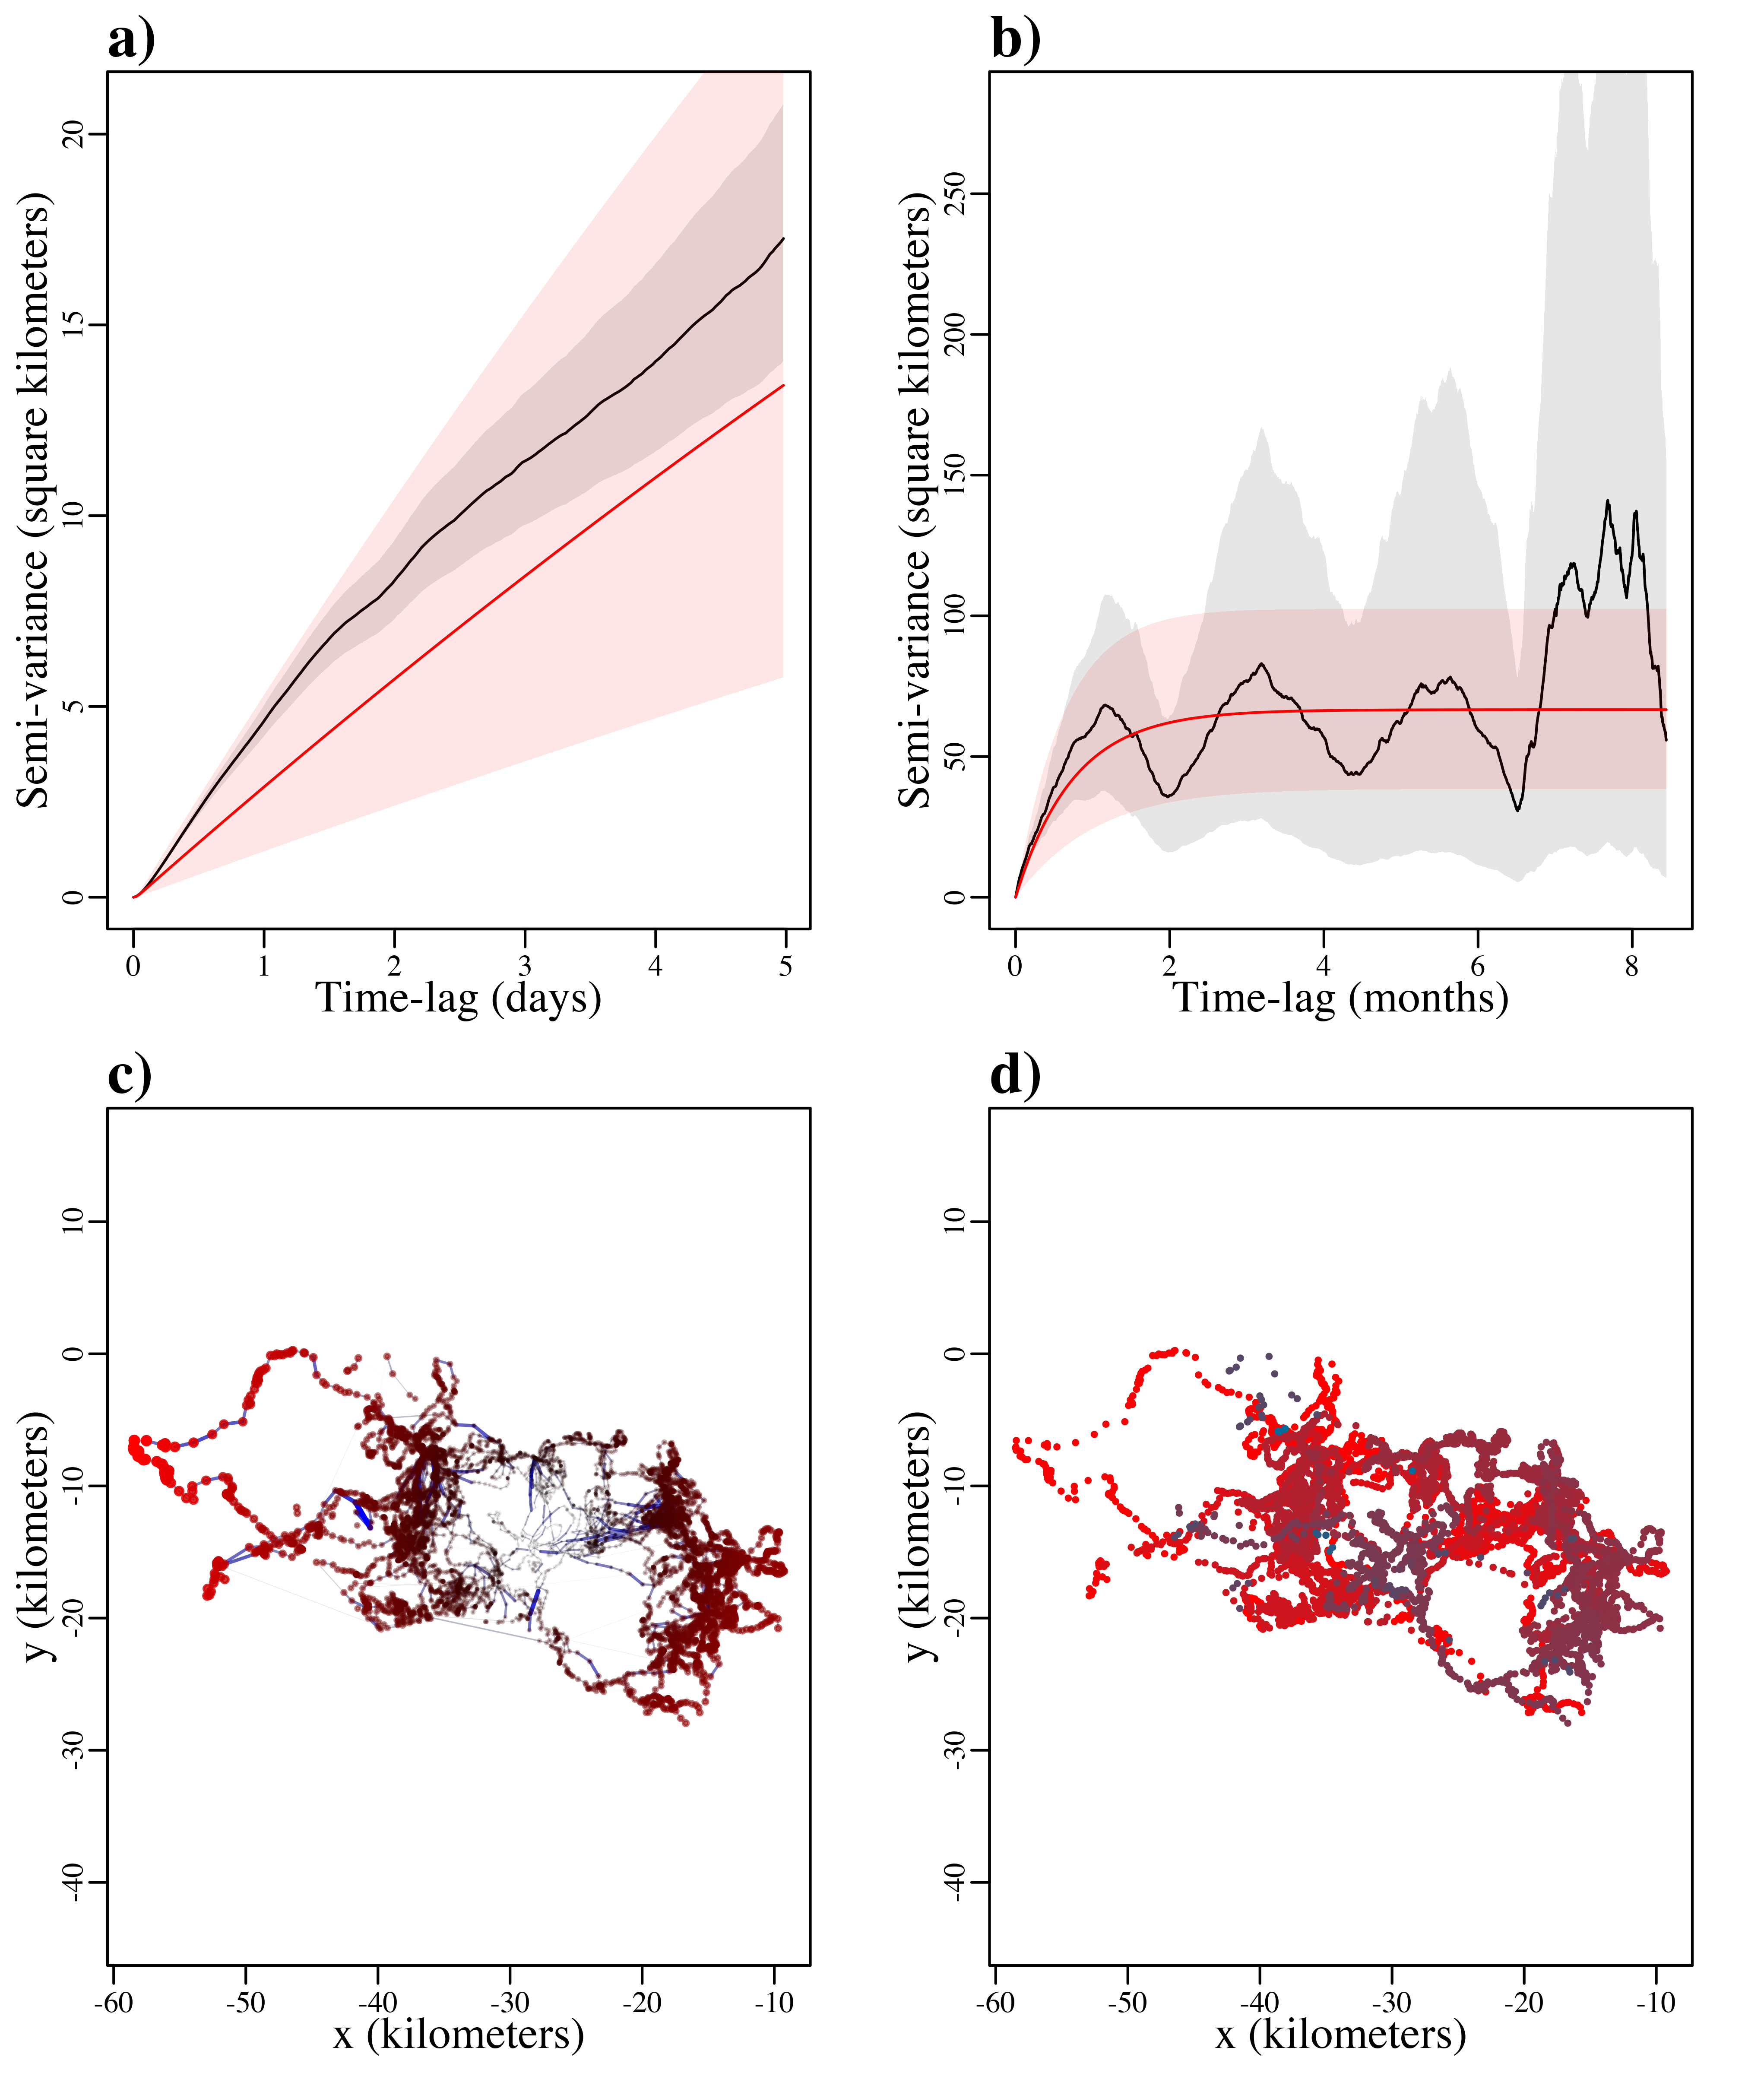 a)
Semi-variance (square kilometers)
0 5 10 15 20
0 1 2 3 4 5
Time-lag (days)
b)
Semi-variance (square kilometers)
0 50 100 150 200 250
0 2 4 6 8
Time-lag (months)
c)
y (kilometers)
-40 -30 -20 -10 0 10
-60 -50 -40 -30 -20 -10
x (kilometers)
d)
y (kilometers)
-40 -30 -20 -10 0 10
-60 -50 -40 -30 -20 -10
x (kilometers)